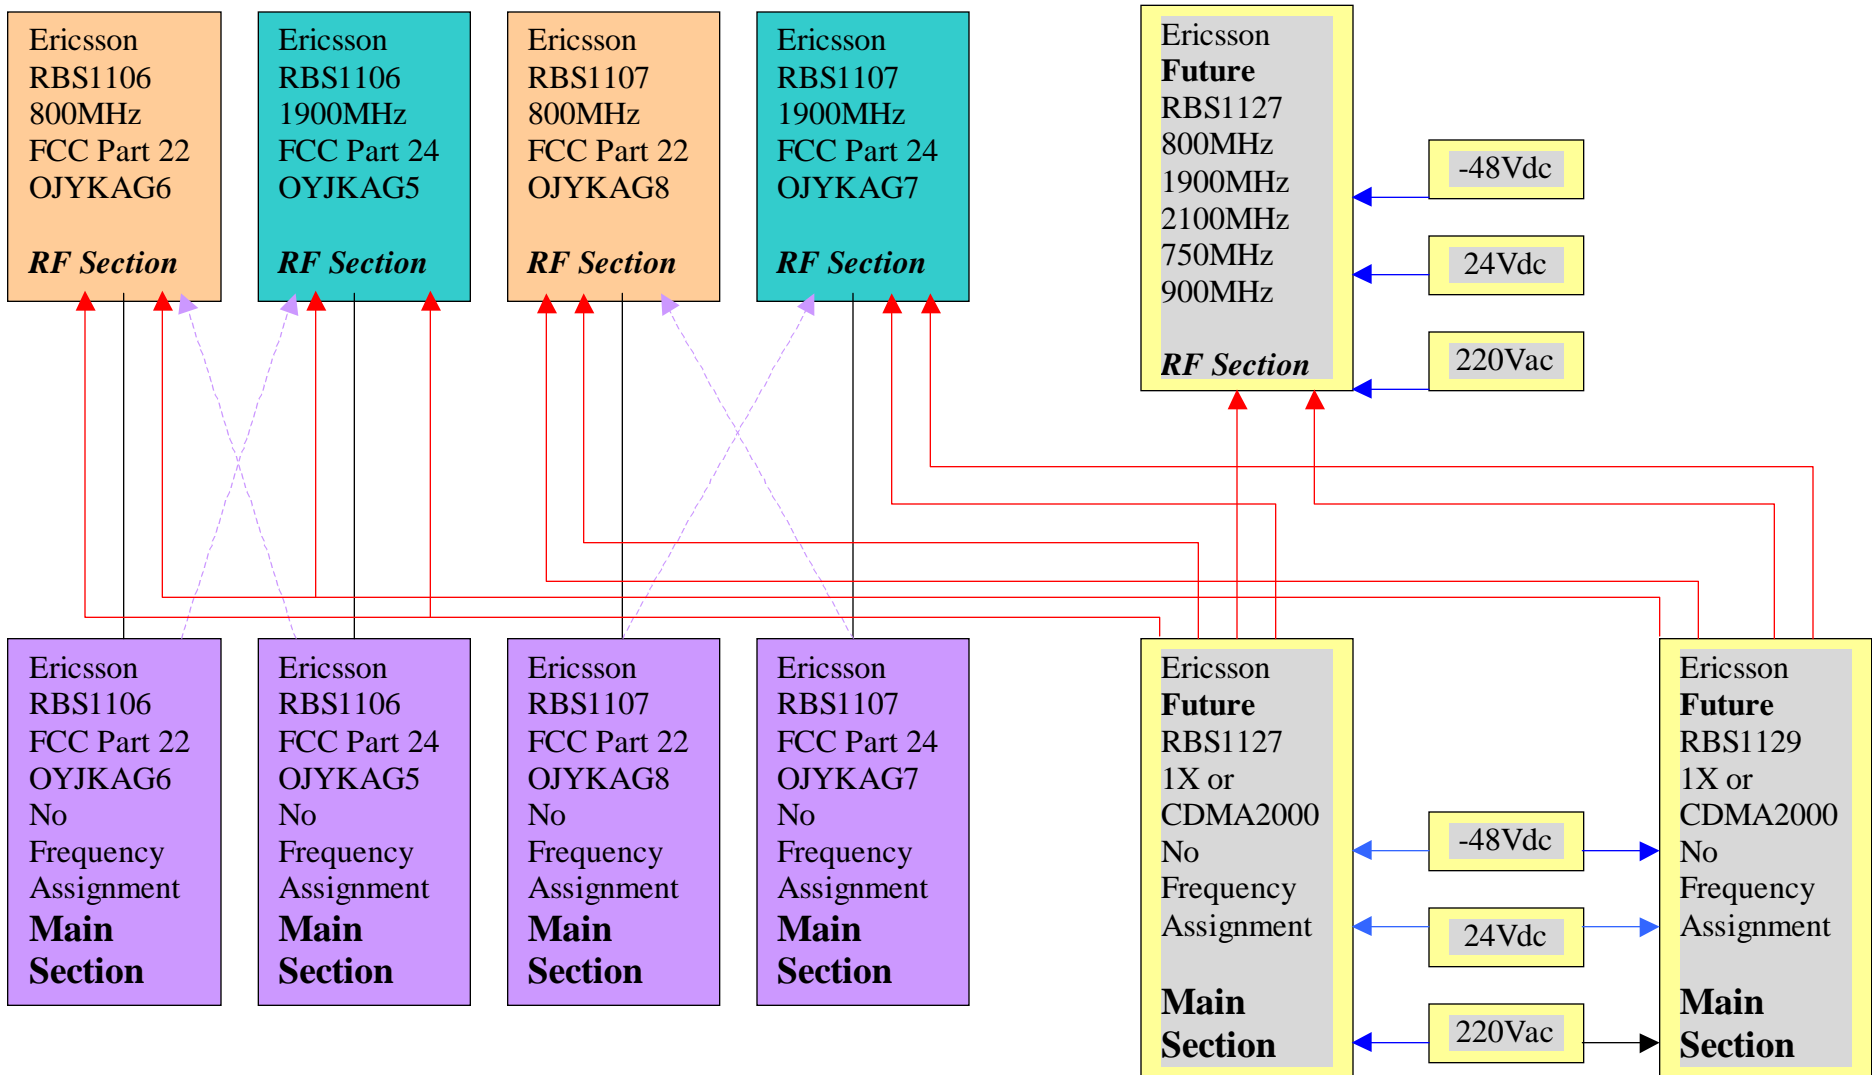 Ericsson
RBS1106
800MHz
FCC Part 22
OJYKAG6
RF Section
Ericsson
RBS1106
1900MHz
FCC Part 24
OYJKAG5
RF Section
Ericsson
RBS1107
800MHz
FCC Part 22
OJYKAG8
RF Section
Ericsson
RBS1107
1900MHz
FCC Part 24
OJYKAG7
RF Section
Ericsson
Future
RBS1127
800MHz
1900MHz
2100MHz
750MHz
900MHz
RF Section
-48Vdc
24Vdc
220Vac
Ericsson
RBS1106
FCC Part 22
OYJKAG6
No
Frequency
Assignment
Main
Section
Ericsson
RBS1106
FCC Part 24
OJYKAG5
No
Frequency
Assignment
Main
Section
Ericsson
RBS1107
FCC Part 22
OJYKAG8
No
Frequency
Assignment
Main
Section
Ericsson
RBS1107
FCC Part 24
OJYKAG7
No
Frequency
Assignment
Main
Section
Ericsson
Future
RBS1127
1X or
CDMA2000
No
Frequency
Assignment
Main
Section
-48Vdc
24Vdc
220Vac
Ericsson
Future
RBS1129
1X or
CDMA2000
No
Frequency
Assignment
Main
Section